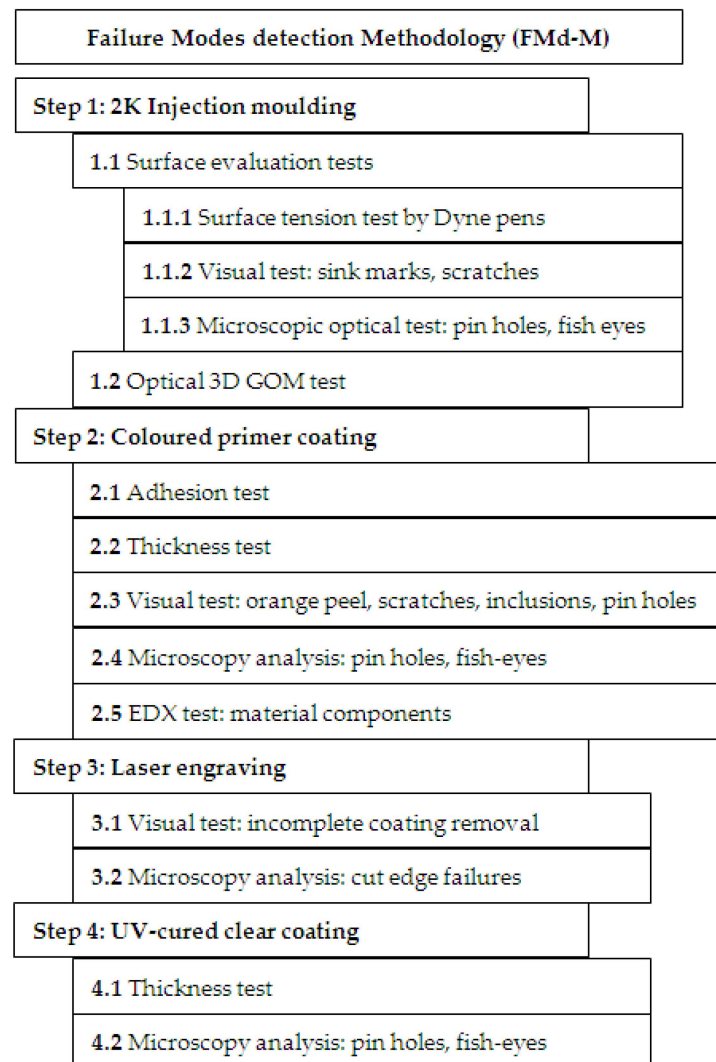 Failure Modes detection Methodology (FMd-M)
Step 1: 2K Injection moulding
1.1 Surface evaluation tests
1.1.1 Surface tension test by Dyne pens
1.1.2 Visual test: sink marks, scratches
1.1.3 Microscopic optical test: pin holes, fish eyes
1.2 Optical 3D GOM test
Step 2: Coloured primer coating
2.1 Adhesion test
2.2 Thickness test
2.3 Visual test: orange peel, scratches, inclusions, pin holes
2.4 Microscopy analysis: pin holes, fish-eyes
2.5 EDX test: material components
Step 3: Laser engraving
3.1 Visual test: incomplete coating removal
3.2 Microscopy analysis: cut edge failures
Step 4: UV-cured clear coating
4.1 Thickness test
4.2 Microscopy analysis: pin holes, fish-eyes